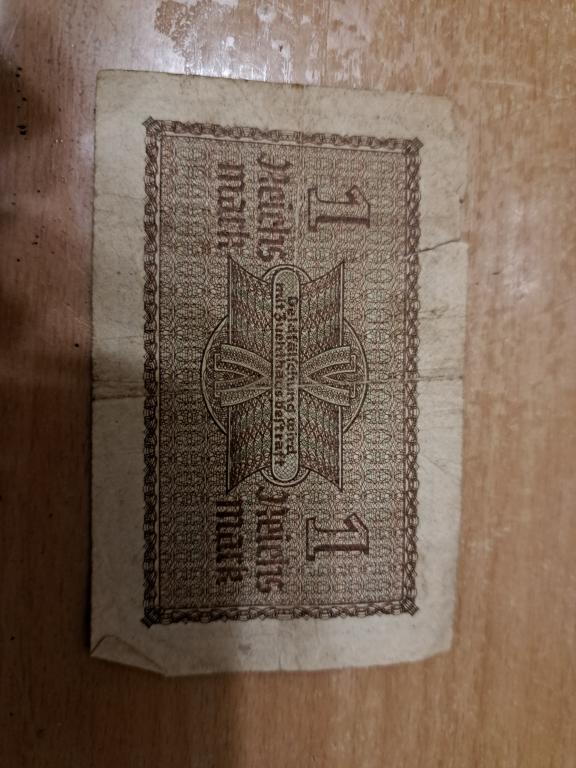 1
Reichs
mark
Geldfälschung wird
mit Zuchthaus bestraft
1
Reichs
mark